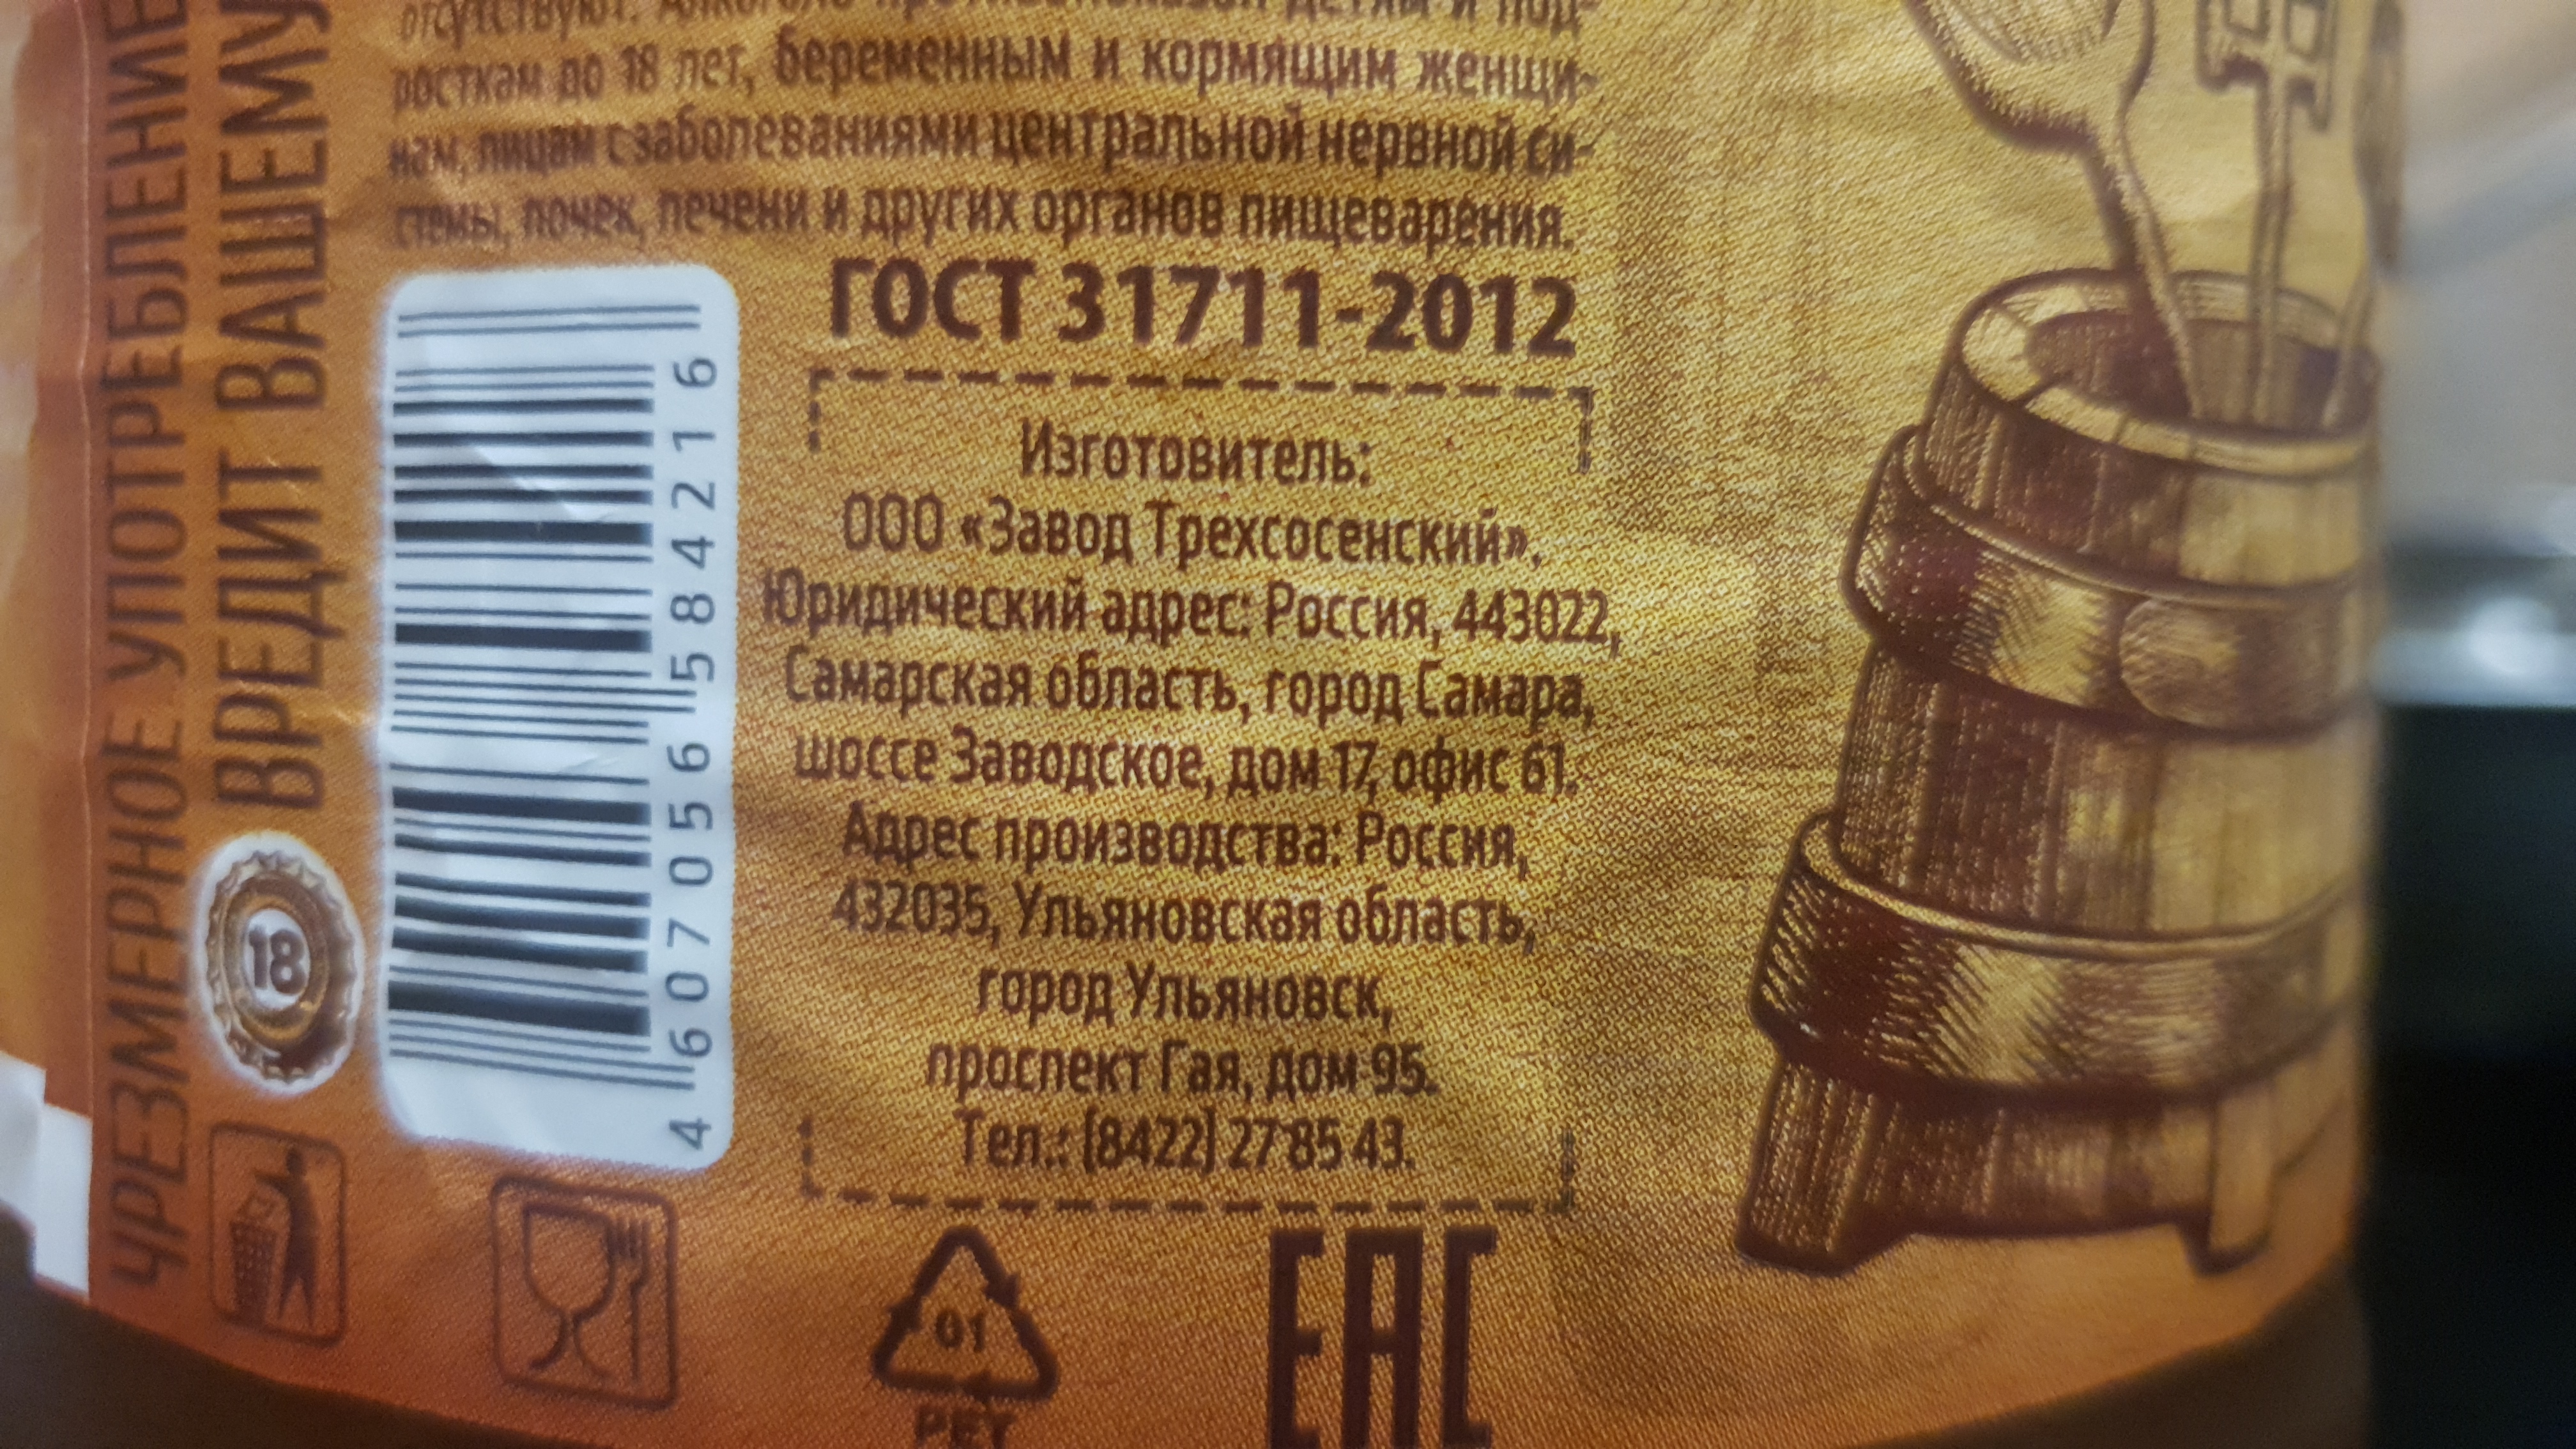 ЧРЕЗМЕРНОЕ УПОТРЕБЛЕНИЕ
ВРЕДИТ ВАШЕМУ
18
отсутствуют. Алкоголь противопоказан детям и под-
росткам до 18 лет, беременным и кормящим женщи-
нам, лицам с заболеваниями центральной нервной си-
стемы, почек, печени и других органов пищеварения.
ГОСТ 31711-2012
4 607056 584216
Изготовитель:
ООО «Завод Трехсосенский».
Юридический адрес: Россия, 443022,
Самарская область, город Самара,
шоссе Заводское, дом 17, офис 61.
Адрес производства: Россия,
432035, Ульяновская область,
город Ульяновск,
проспект Гая, дом 95.
Тел.: (8422) 27 85 43.
01
PET
EAC